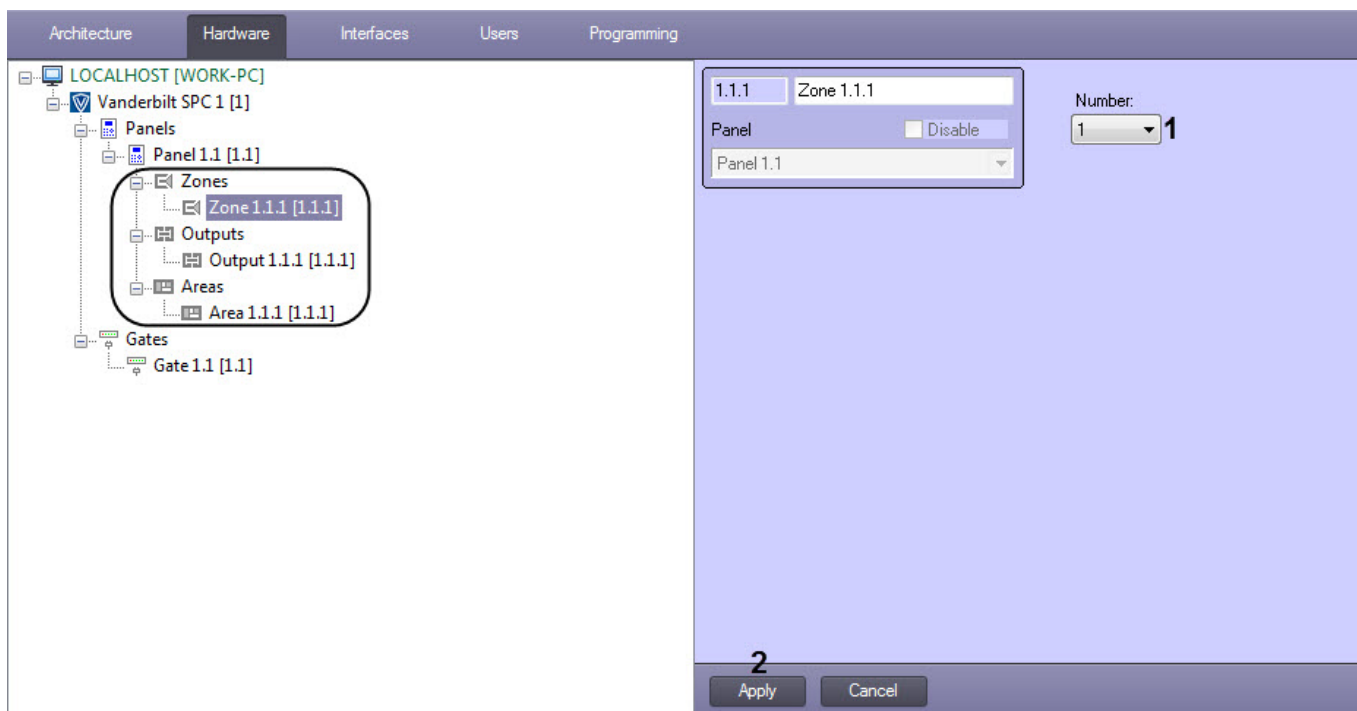 Architecture Hardware Interfaces Users Programming
LOCALHOST [WORK-PC]
Vanderbilt SPC 1 [1]
Panels
Panel 1.1 [1.1]
Zones
Zone 1.1.1 [1.1.1]
Outputs
Output 1.1.1 [1.1.1]
Areas
Area 1.1.1 [1.1.1]
Gates
Gate 1.1 [1.1]
1.1.1 Zone 1.1.1
Panel Disable
Panel 1.1
Number:
1 1
2
Apply Cancel